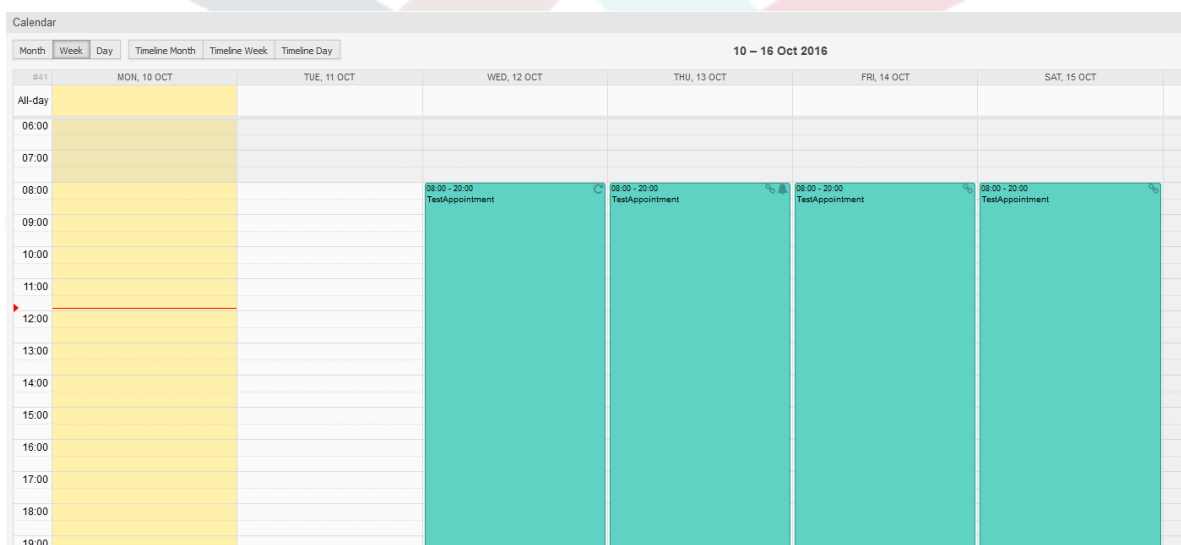 Calendar
Month Week Day Timeline Month Timeline Week Timeline Day 10 – 16 Oct 2016
#41 MON, 10 OCT TUE, 11 OCT WED, 12 OCT THU, 13 OCT FRI, 14 OCT SAT, 15 OCT
All-day
06:00
07:00
08:00 08:00 - 20:00 08:00 - 20:00 08:00 - 20:00 08:00 - 20:00
TestAppointment TestAppointment TestAppointment TestAppointment
09:00
10:00
11:00
12:00
13:00
14:00
15:00
16:00
17:00
18:00
19:00